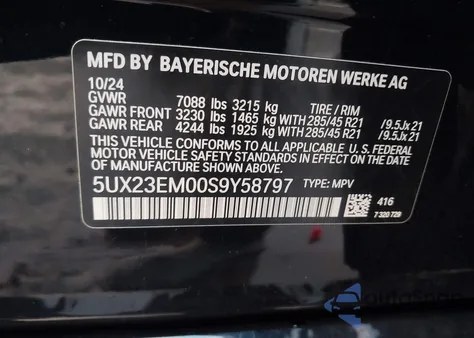 MFD BY BAYERISCHE MOTOREN WERKE AG
10/24
GVWR 7088 lbs 3215 kg TIRE / RIM
GAWR FRONT 3230 lbs 1465 kg WITH 285/45 R21 /9.5Jx21
GAWR REAR 4244 lbs 1925 kg WITH 285/45 R21 /9.5Jx21
THIS VEHICLE CONFORMS TO ALL APPLICABLE U.S. FEDERAL
MOTOR VEHICLE SAFETY STANDARDS IN EFFECT ON THE DATE
OF MANUFACTURE SHOWN ABOVE.
5UX23EM00S9Y58797 TYPE: MPV
416
7 320 729